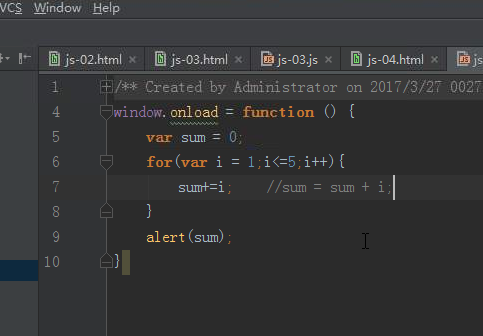 VCS Window Help
js-02.html × js-03.html × js-03.js × js-04.html × js
1 /** Created by Administrator on 2017/3/27 0027
4 window.onload = function () {
5 var sum = 0;
6 for(var i = 1;i<=5;i++){
7 sum+=i; //sum = sum + i;
8 }
9 alert(sum);
10 }